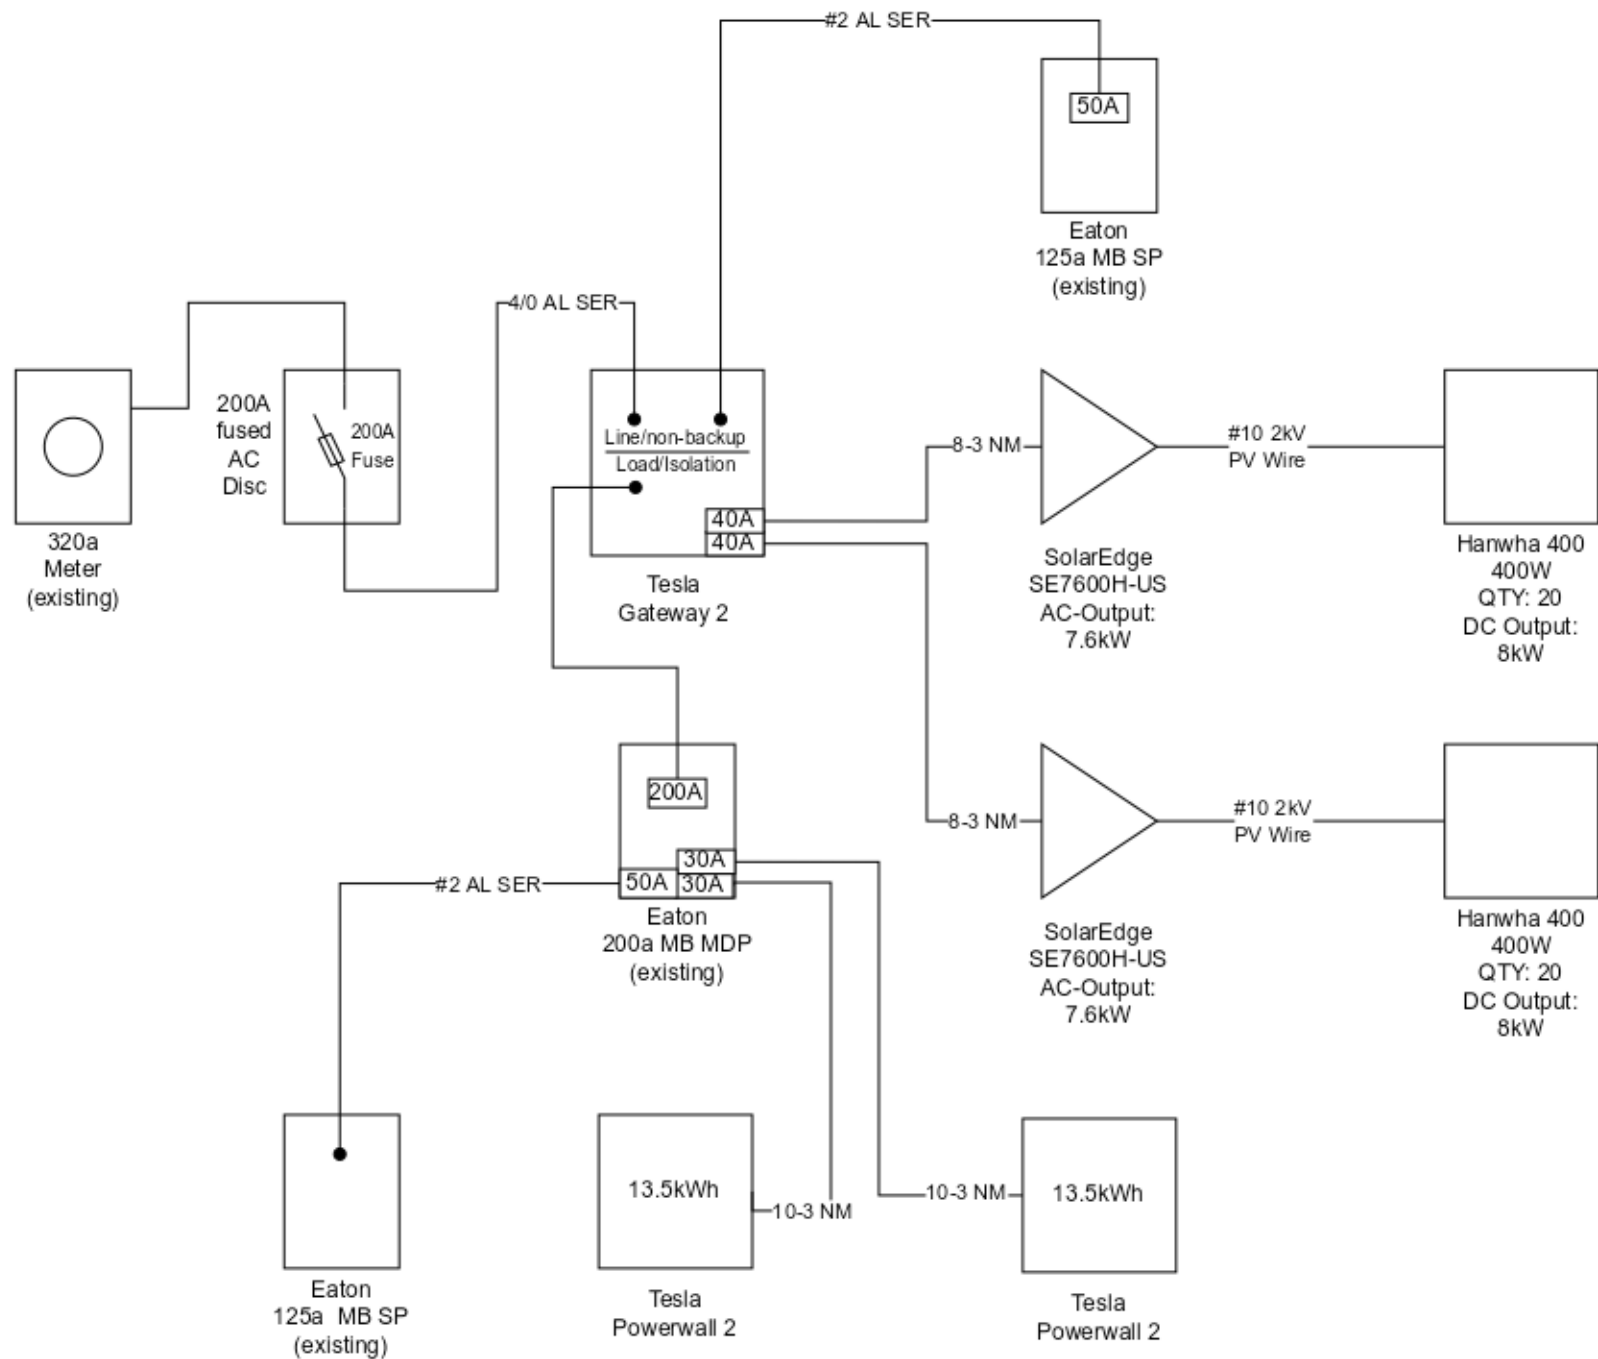 #2 AL SER
50A
Eaton
125a MB SP
(existing)
4/0 AL SER
200A
fused
AC
Disc
200A
Fuse
320a
Meter
(existing)
Line/non-backup
Load/Isolation
40A
40A
Tesla
Gateway 2
8-3 NM
#10 2kV
PV Wire
SolarEdge
SE7600H-US
AC-Output:
7.6kW
Hanwha 400
400W
QTY: 20
DC Output:
8kW
200A
30A
50A
30A
Eaton
200a MB MDP
(existing)
#2 AL SER
8-3 NM
#10 2kV
PV Wire
SolarEdge
SE7600H-US
AC-Output:
7.6kW
Hanwha 400
400W
QTY: 20
DC Output:
8kW
Eaton
125a MB SP
(existing)
13.5kWh
10-3 NM
Tesla
Powerwall 2
10-3 NM
13.5kWh
Tesla
Powerwall 2